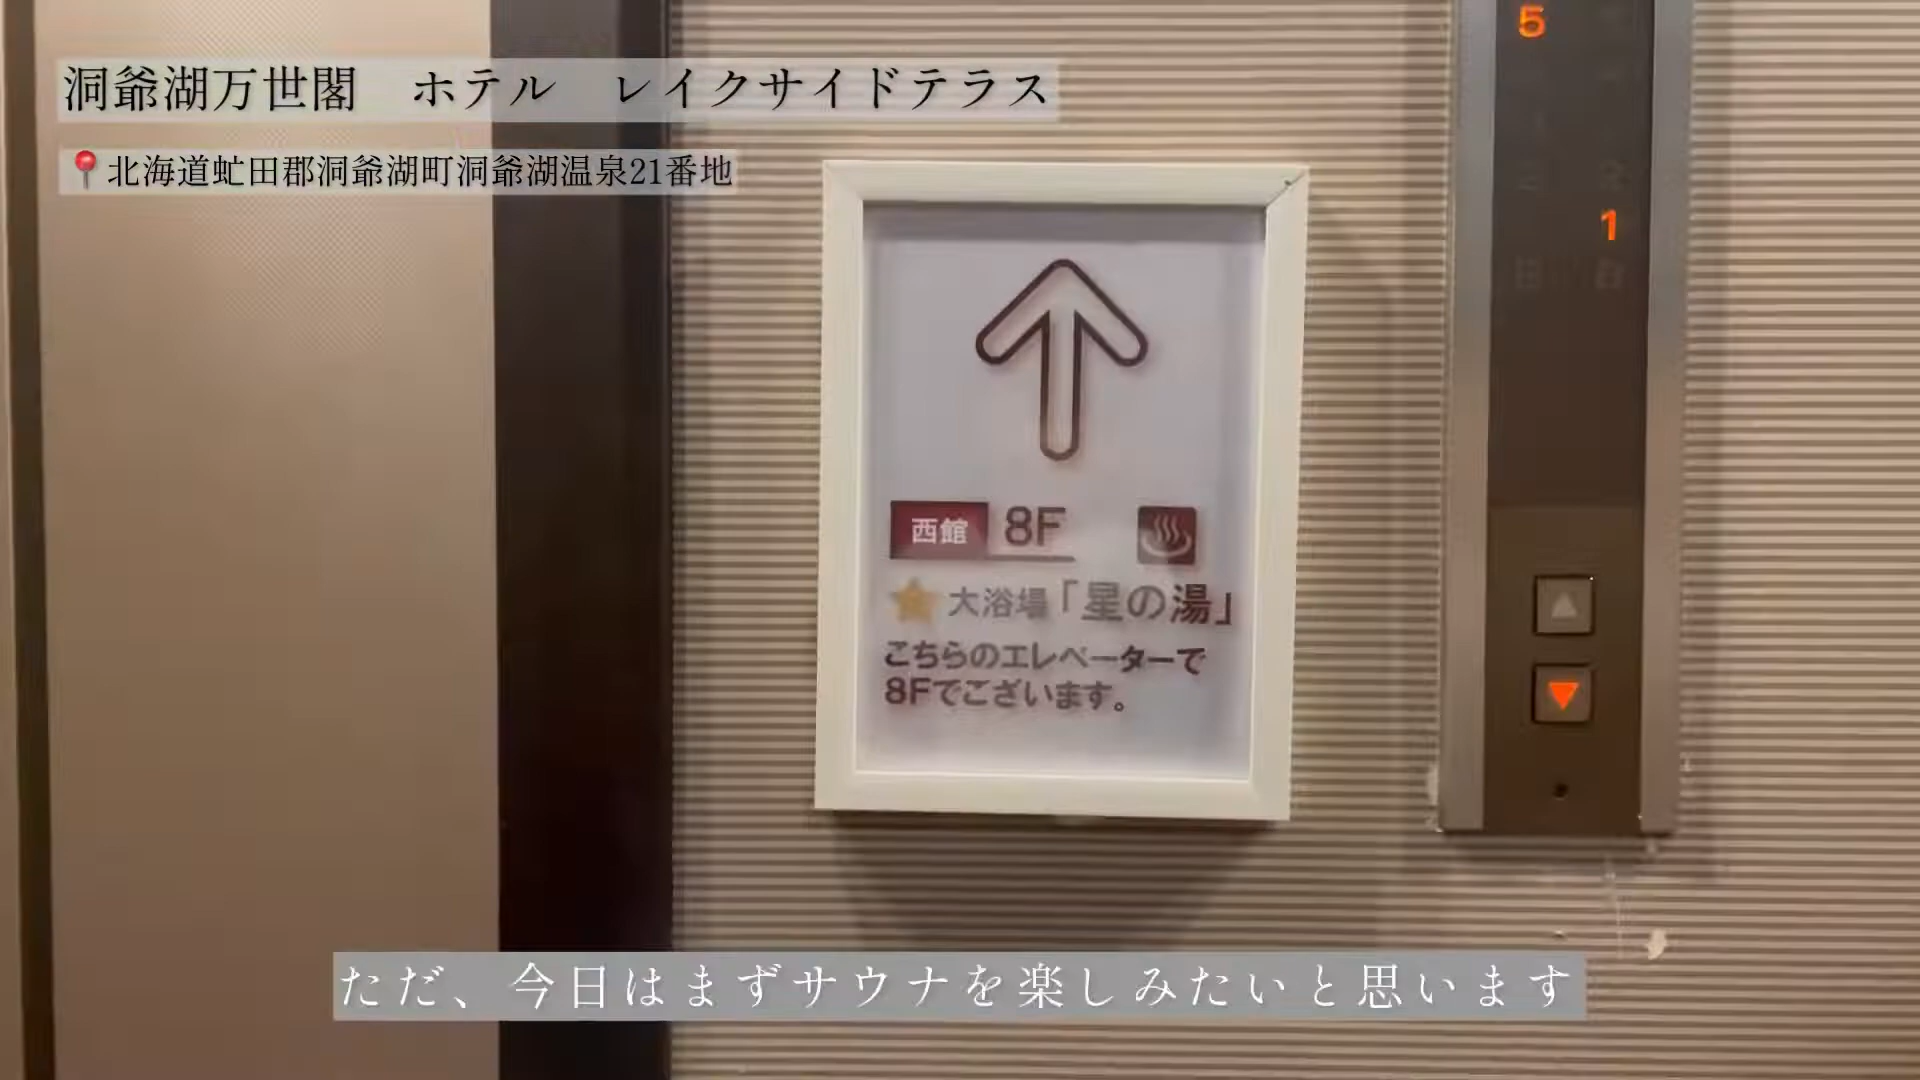 洞爺湖万世閣　ホテル　レイクサイドテラス
北海道虻田郡洞爺湖町洞爺湖温泉21番地
5
1
西館 8F
大浴場「星の湯」
こちらのエレベーターで
8Fでございます。
ただ、今日はまずサウナを楽しみたいと思います